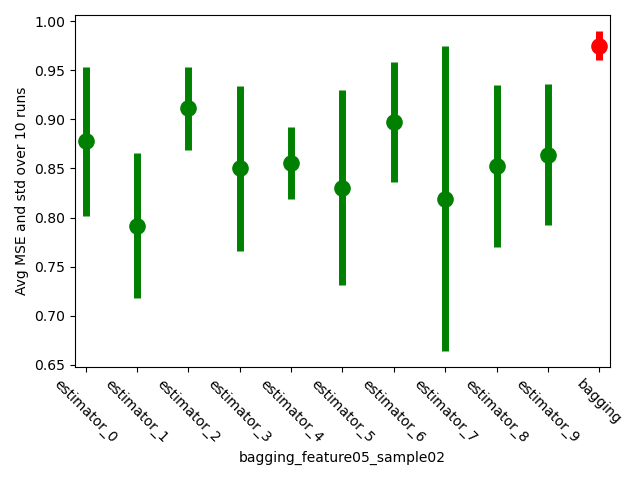 1.00
0.95
0.90
0.85
0.80
0.75
0.70
0.65
Avg MSE and std over 10 runs
estimator_0
estimator_1
estimator_2
estimator_3
estimator_4
estimator_5
estimator_6
estimator_7
estimator_8
estimator_9
bagging
bagging_feature05_sample02